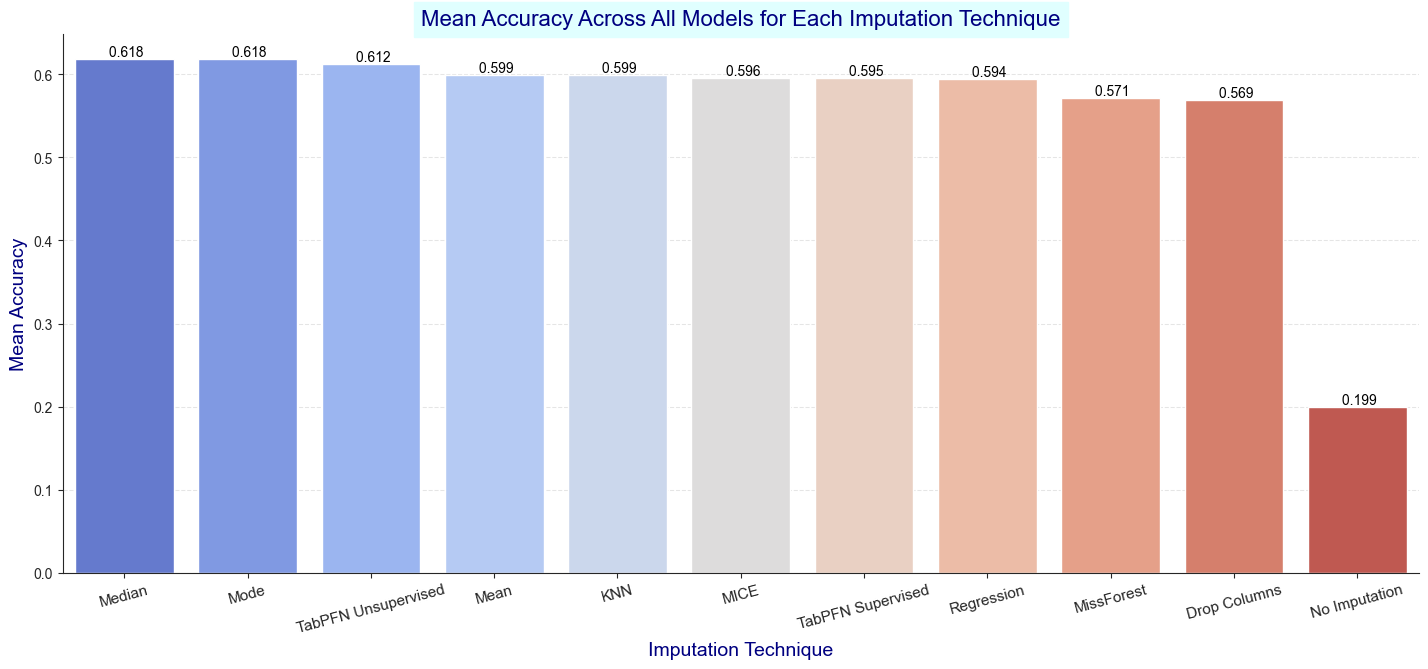 Mean Accuracy Across All Models for Each Imputation Technique
0.618 0.618 0.612 0.599 0.599 0.596 0.595 0.594 0.571 0.569 0.199
Mean Accuracy
0.6
0.5
0.4
0.3
0.2
0.1
0.0
Median Mode TabPFN Unsupervised Mean KNN MICE TabPFN Supervised Regression MissForest Drop Columns No Imputation
Imputation Technique